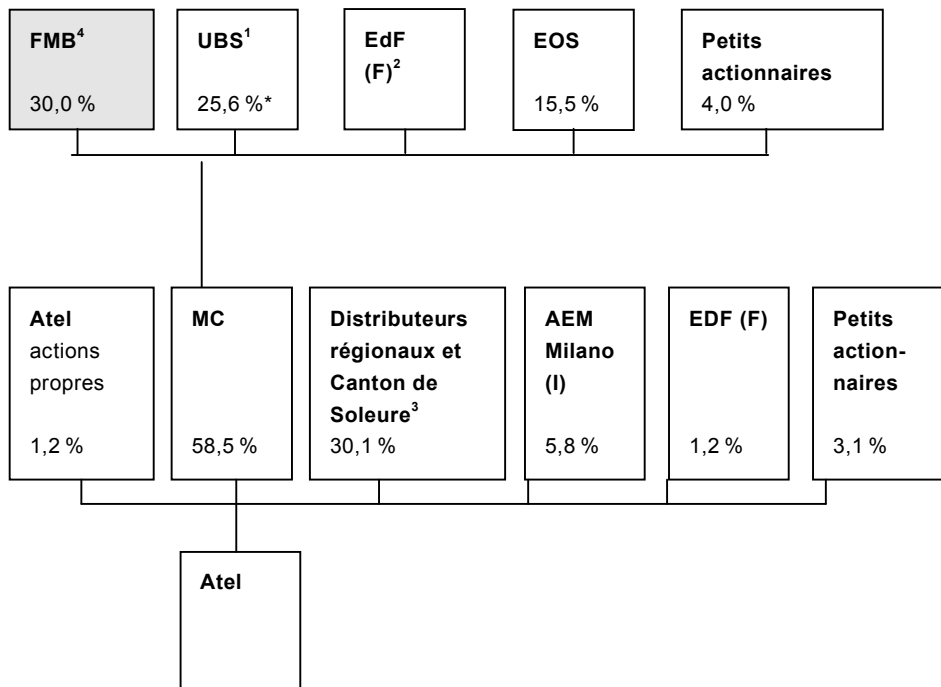 FMB⁴
30,0 %
UBS¹
25,6 %*
EdF
(F)²
EOS
15,5 %
Petits
actionnaires
4,0 %
Atel
actions
propres
1,2 %
MC
58,5 %
Distributeurs
régionaux et
Canton de
Soleure³
30,1 %
AEM
Milano
(I)
5,8 %
EDF (F)
1,2 %
Petits
action-
naires
3,1 %
Atel